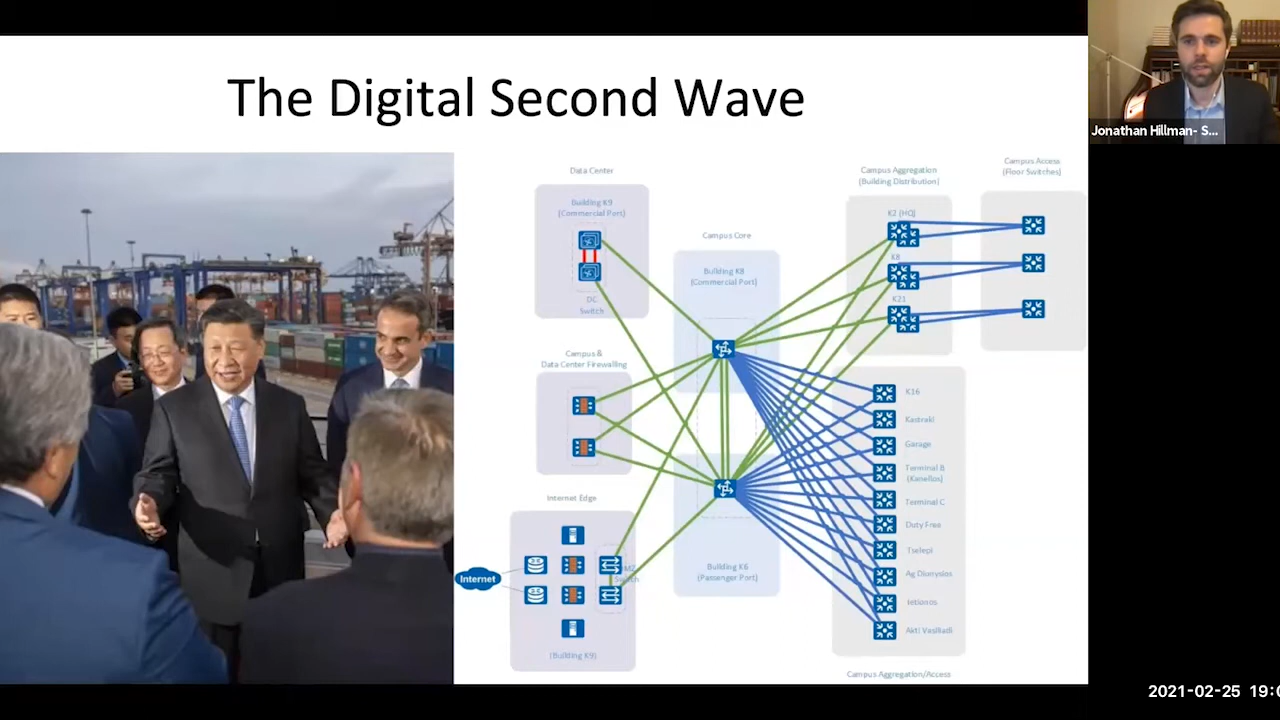 The Digital Second Wave
Jonathan Hillman- S...
Data Center
Building K9
(Commercial Port)
DC
Switch
Campus &
Data Center Firewalling
Internet Edge
Internet
DMZ
Switch
(Building K9)
Campus Core
Building K8
(Commercial Port)
Building K6
(Passenger Port)
Campus Aggregation
(Building Distribution)
K2 (HQ)
K8
K21
Campus Access
(Floor Switches)
K16
Kastraki
Garage
Terminal B
(Kanellos)
Terminal C
Duty Free
Tselepi
Ag Dionysios
Ietionos
Akti Vasiliadi
Campus Aggregation/Access
2021-02-25 19:0